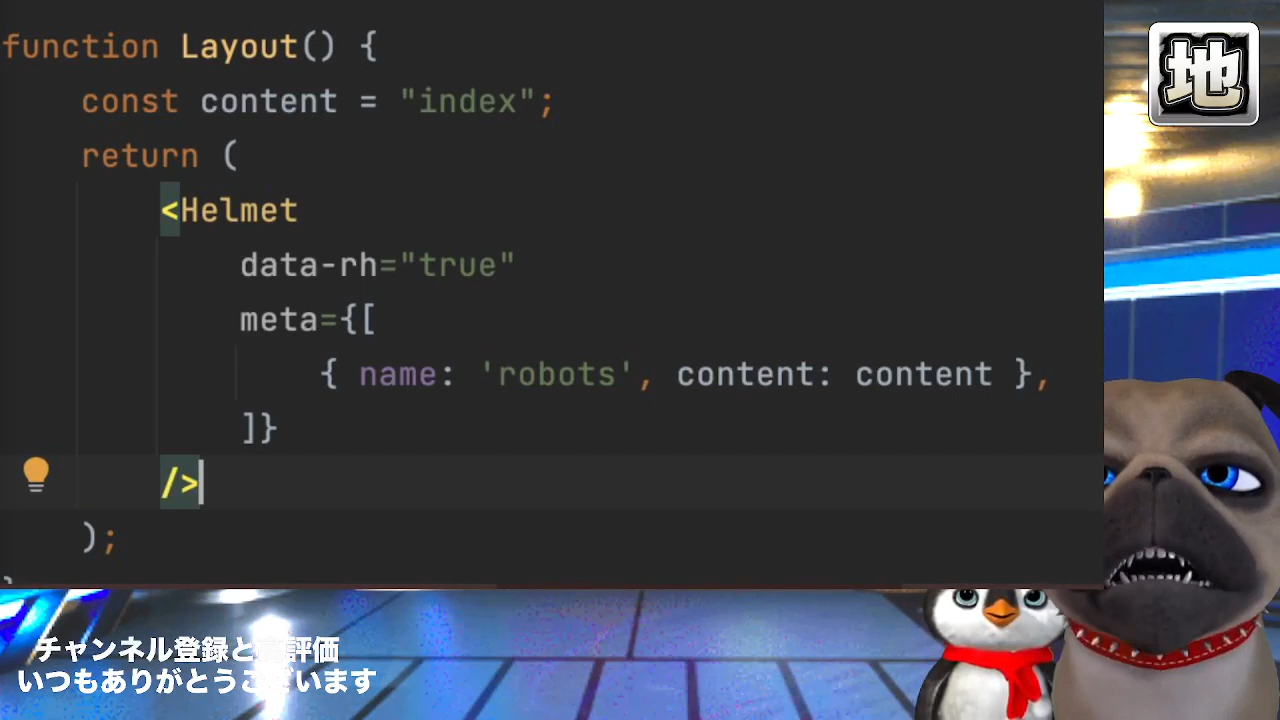 function Layout() {
const content = "index";
return (
<Helmet
data-rh="true"
meta={[
{ name: 'robots', content: content },
]}
/>
);
}
地
チャンネル登録と高評価
いつもありがとうございます